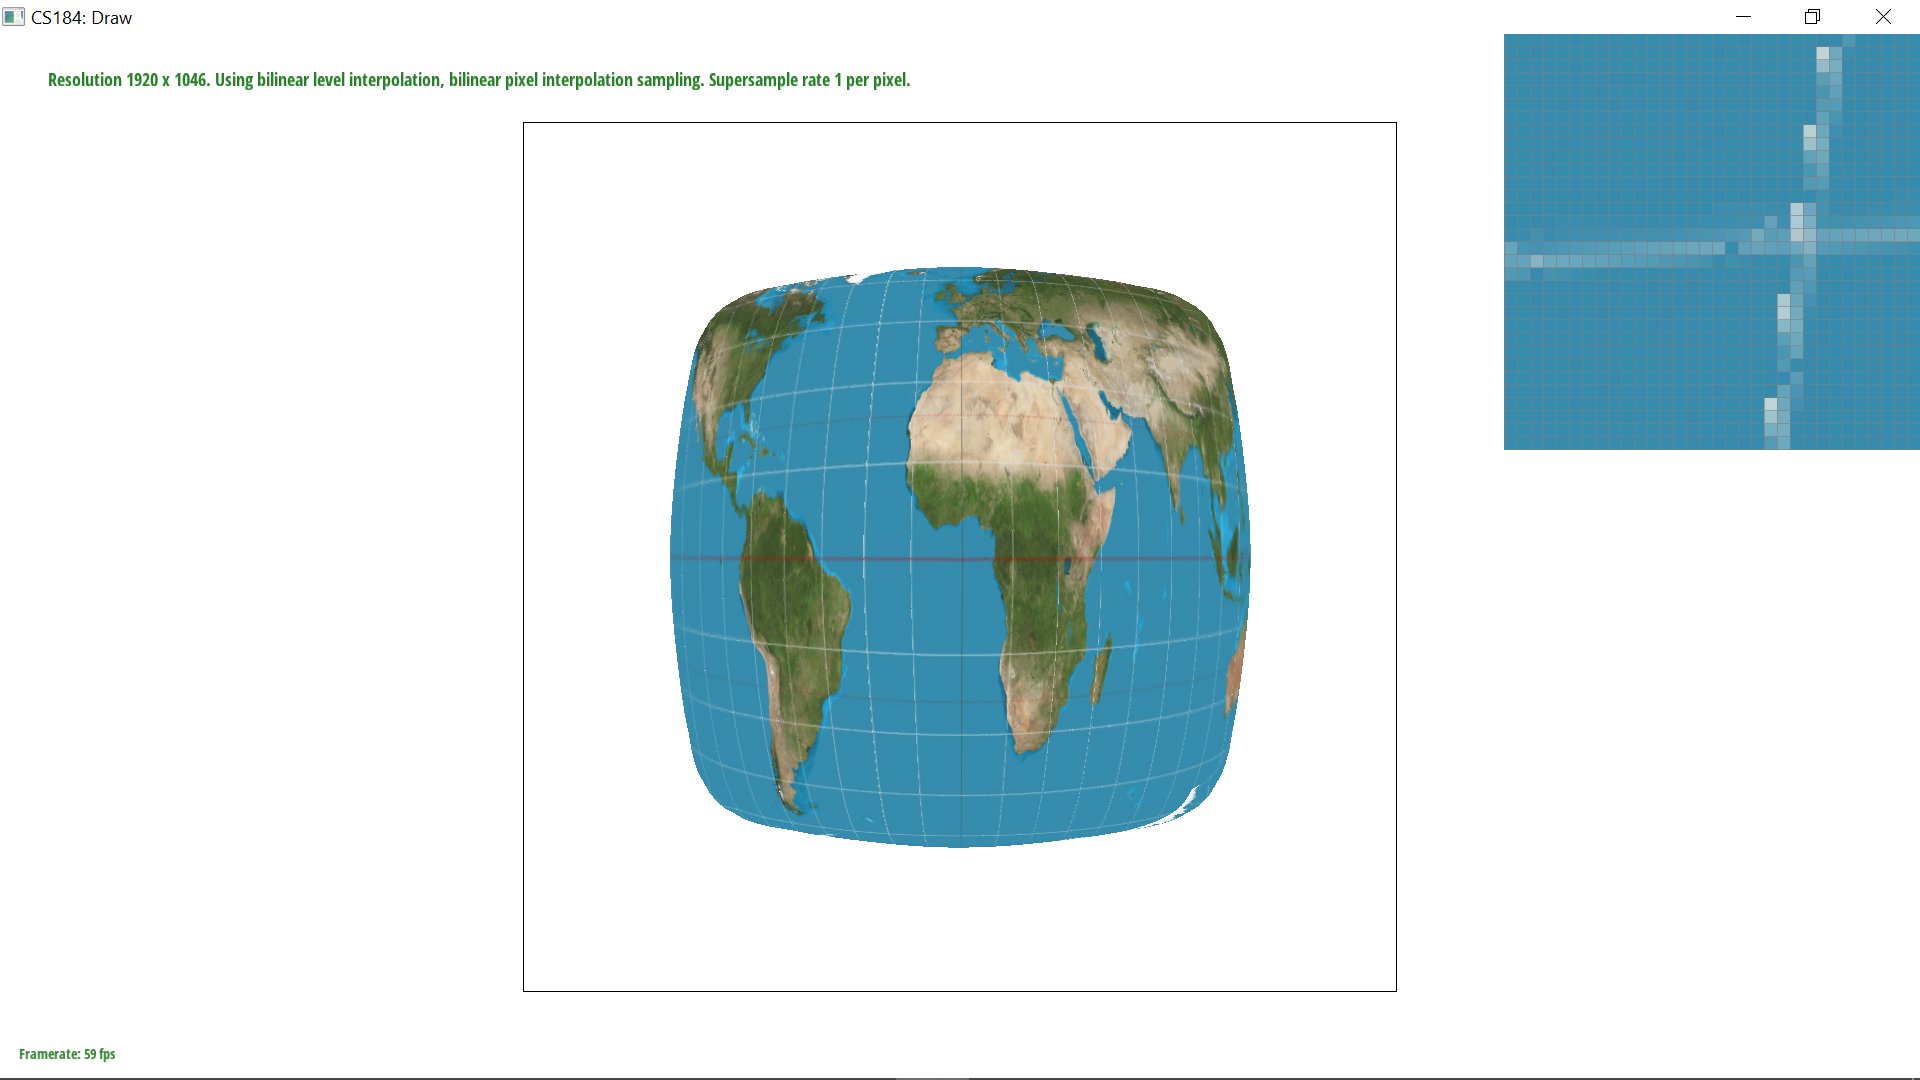 CS184: Draw
Resolution 1920 x 1046. Using bilinear level interpolation, bilinear pixel interpolation sampling. Supersample rate 1 per pixel.
Framerate: 59 fps